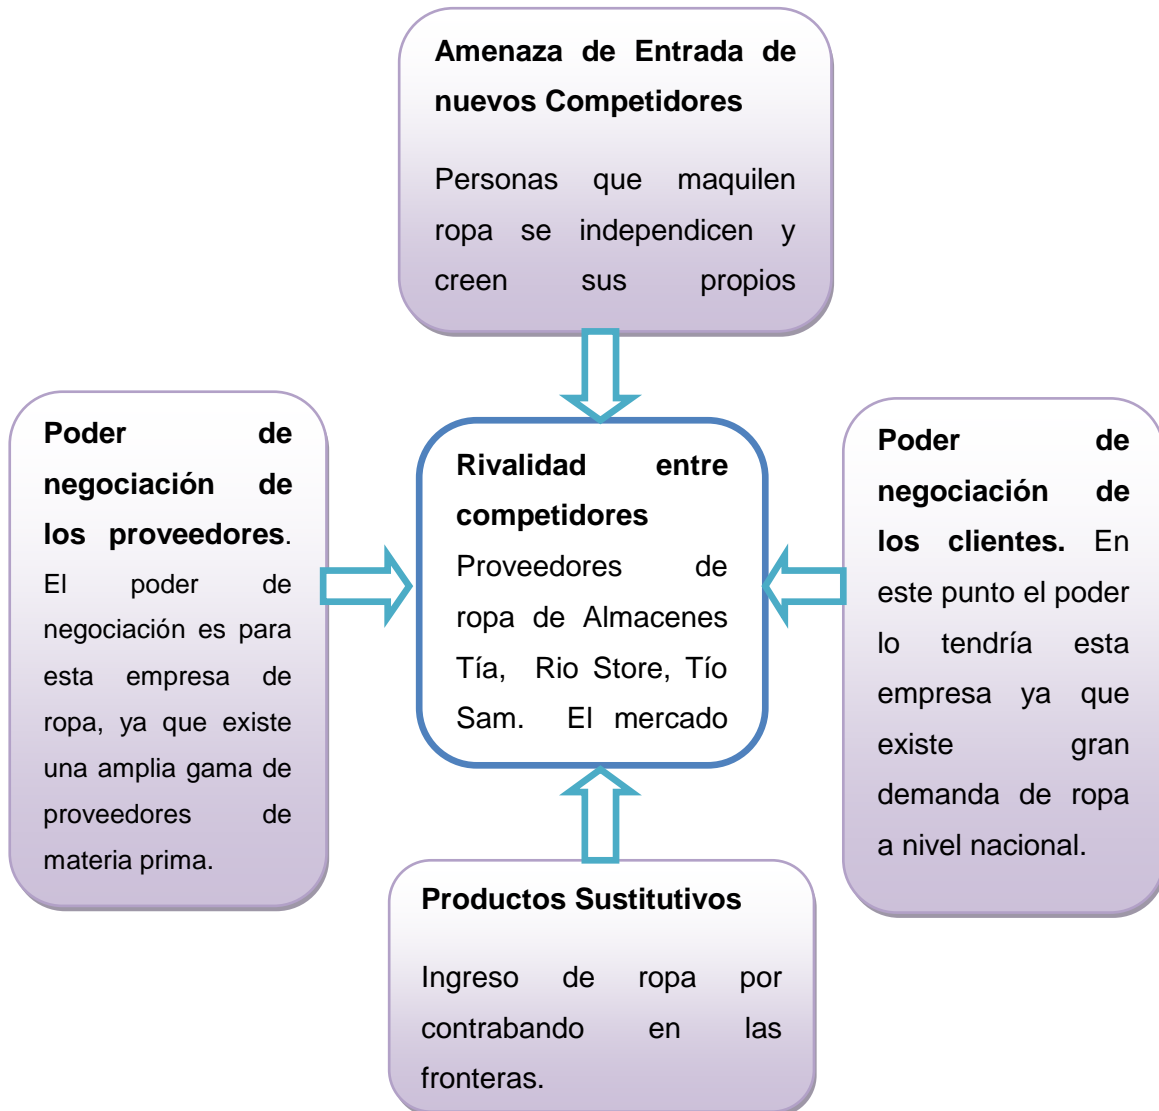 Amenaza de Entrada de
nuevos Competidores
Personas que maquilen
ropa se independicen y
creen sus propios
Poder de
negociación de
los proveedores.
El poder de
negociación es para
esta empresa de
ropa, ya que existe
una amplia gama de
proveedores de
materia prima.
Rivalidad entre
competidores
Proveedores de
ropa de Almacenes
Tía, Rio Store, Tío
Sam. El mercado
Poder de
negociación de
los clientes. En
este punto el poder
lo tendría esta
empresa ya que
existe gran
demanda de ropa
a nivel nacional.
Productos Sustitutivos
Ingreso de ropa por
contrabando en las
fronteras.